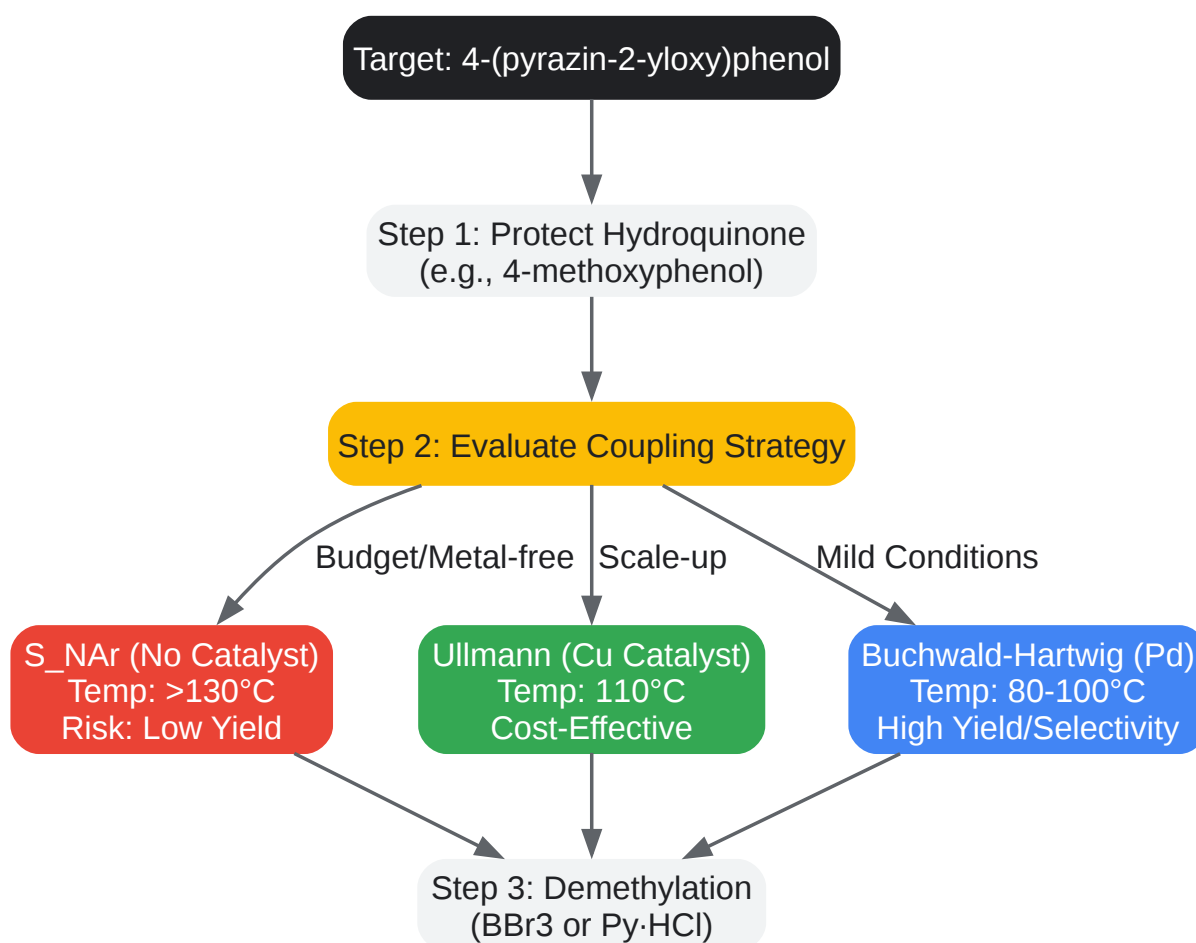 Target: 4-(pyrazin-2-yloxy)phenol
Step 1: Protect Hydroquinone
(e.g., 4-methoxyphenol)
Step 2: Evaluate Coupling Strategy
Budget/Metal-free
Scale-up
Mild Conditions
S_NAr (No Catalyst)
Temp: >130°C
Risk: Low Yield
Ullmann (Cu Catalyst)
Temp: 110°C
Cost-Effective
Buchwald-Hartwig (Pd)
Temp: 80-100°C
High Yield/Selectivity
Step 3: Demethylation
(BBr3 or Py·HCl)